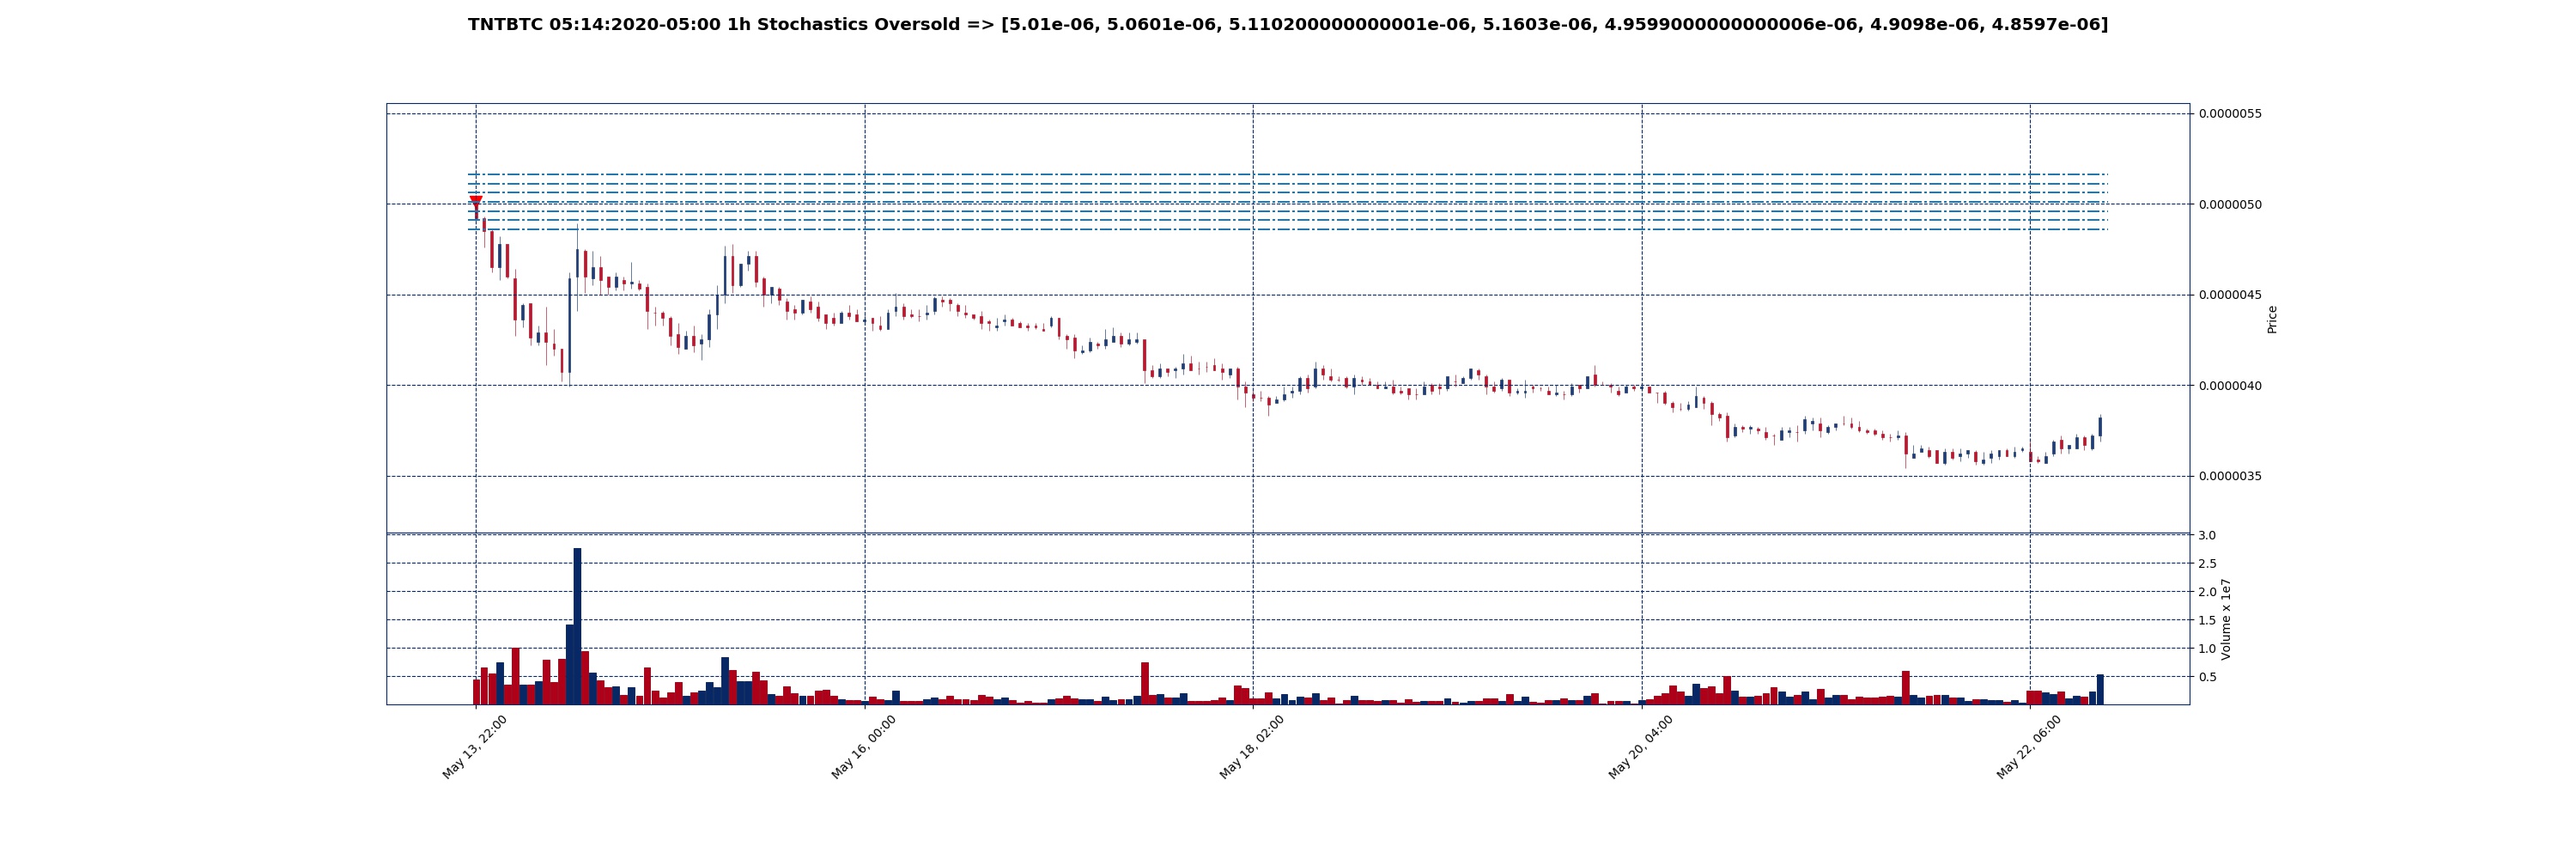 TNTBTC 05:14:2020-05:00 1h Stochastics Oversold => [5.01e-06, 5.0601e-06, 5.110200000000001e-06, 5.1603e-06, 4.9599000000000006e-06, 4.9098e-06, 4.8597e-06]
0.0000055
0.0000050
0.0000045
0.0000040
0.0000035
Price
3.0
2.5
2.0
1.5
1.0
0.5
Volume x 1e7
May 13, 22:00
May 16, 00:00
May 18, 02:00
May 20, 04:00
May 22, 06:00